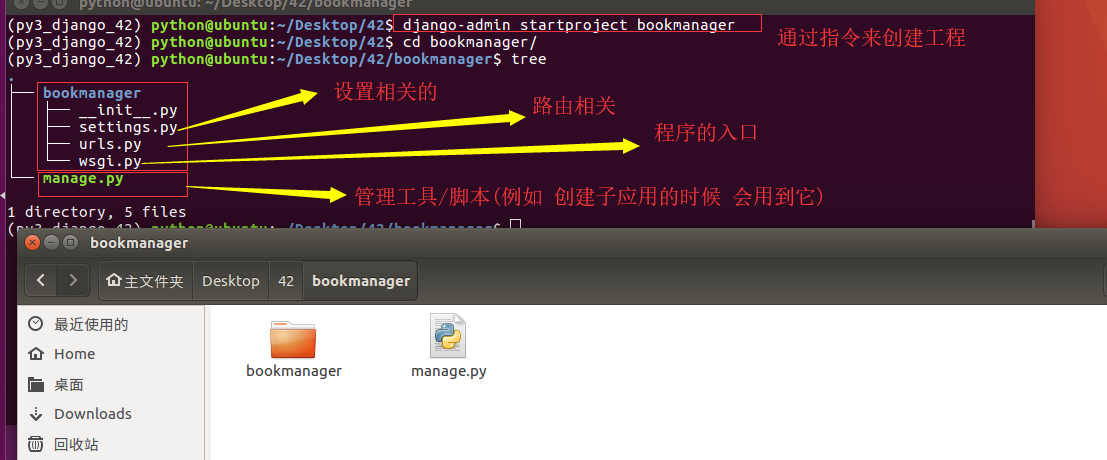 python@ubuntu: ~/Desktop/42/bookmanager
(py3_django_42) python@ubuntu:~/Desktop/42$ django-admin startproject bookmanager
通过指令来创建工程
(py3_django_42) python@ubuntu:~/Desktop/42$ cd bookmanager/
(py3_django_42) python@ubuntu:~/Desktop/42/bookmanager$ tree
.
├── bookmanager
设置相关的
│   ├── __init__.py
路由相关
│   ├── settings.py
程序的入口
│   ├── urls.py
│   └── wsgi.py
└── manage.py
管理工具/脚本(例如 创建子应用的时候 会用到它)
1 directory, 5 files
(py3_django_42) python@ubuntu:~/Desktop/42/bookmanager$
bookmanager
主文件夹 Desktop 42 bookmanager
最近使用的
Home
桌面
Downloads
回收站
bookmanager
manage.py